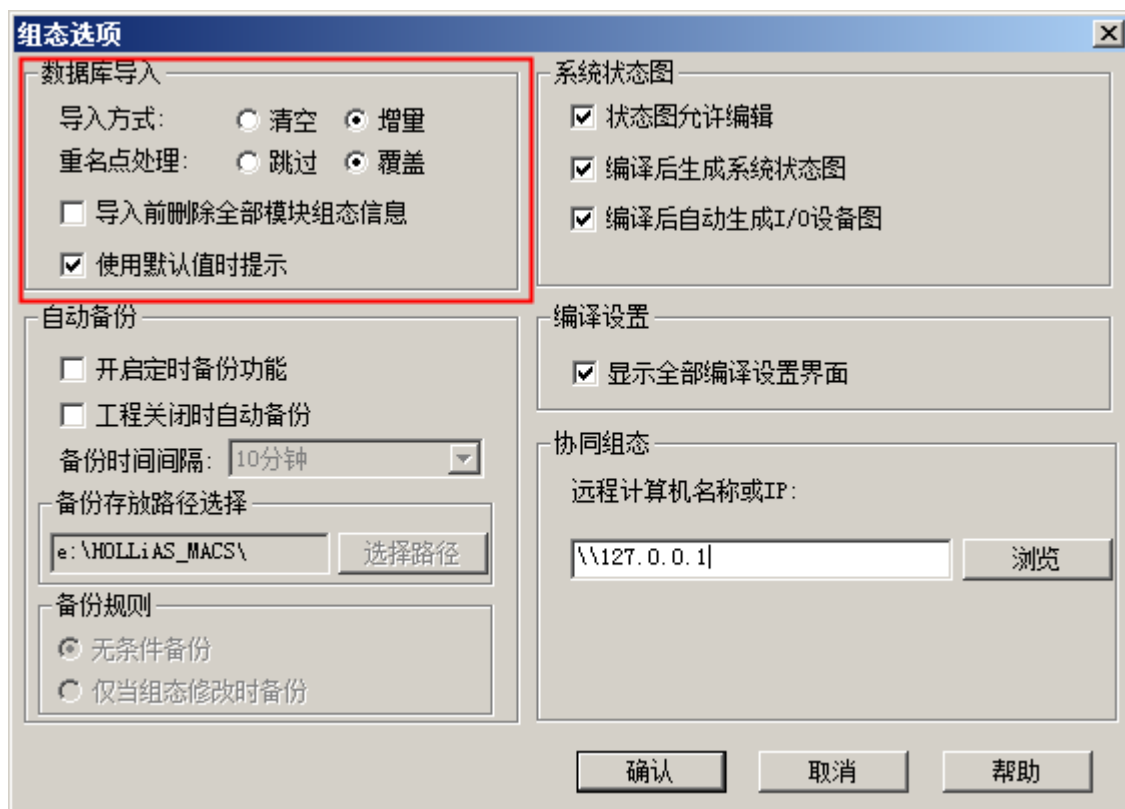 组态选项
数据库导入
导入方式: 清空 增量
重名点处理: 跳过 覆盖
导入前删除全部模块组态信息
使用默认值时提示
自动备份
开启定时备份功能
工程关闭时自动备份
备份时间间隔: 10分钟
备份存放路径选择
e:\HOLLiAS_MACS\ 选择路径
备份规则
无条件备份
仅当组态修改时备份
系统状态图
状态图允许编辑
编译后生成系统状态图
编译后自动生成I/O设备图
编译设置
显示全部编译设置界面
协同组态
远程计算机名称或IP:
\\127.0.0.1 浏览
确认 取消 帮助